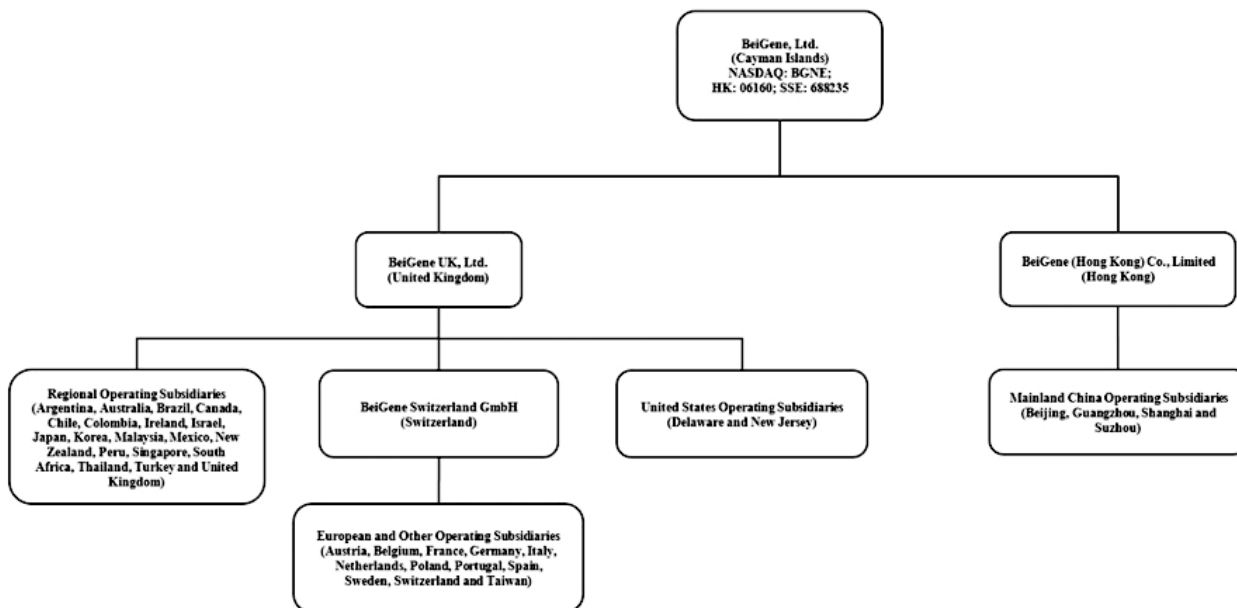 BeiGene, Ltd.
(Cayman Islands)
NASDAQ: BGNE;
HK: 06160; SSE: 688235
BeiGene UK, Ltd.
(United Kingdom)
BeiGene (Hong Kong) Co., Limited
(Hong Kong)
Regional Operating Subsidiaries
(Argentina, Australia, Brazil, Canada,
Chile, Colombia, Ireland, Israel,
Japan, Korea, Malaysia, Mexico, New
Zealand, Peru, Singapore, South
Africa, Thailand, Turkey and United
Kingdom)
BeiGene Switzerland GmbH
(Switzerland)
United States Operating Subsidiaries
(Delaware and New Jersey)
Mainland China Operating Subsidiaries
(Beijing, Guangzhou, Shanghai and
Suzhou)
European and Other Operating Subsidiaries
(Austria, Belgium, France, Germany, Italy,
Netherlands, Poland, Portugal, Spain,
Sweden, Switzerland and Taiwan)